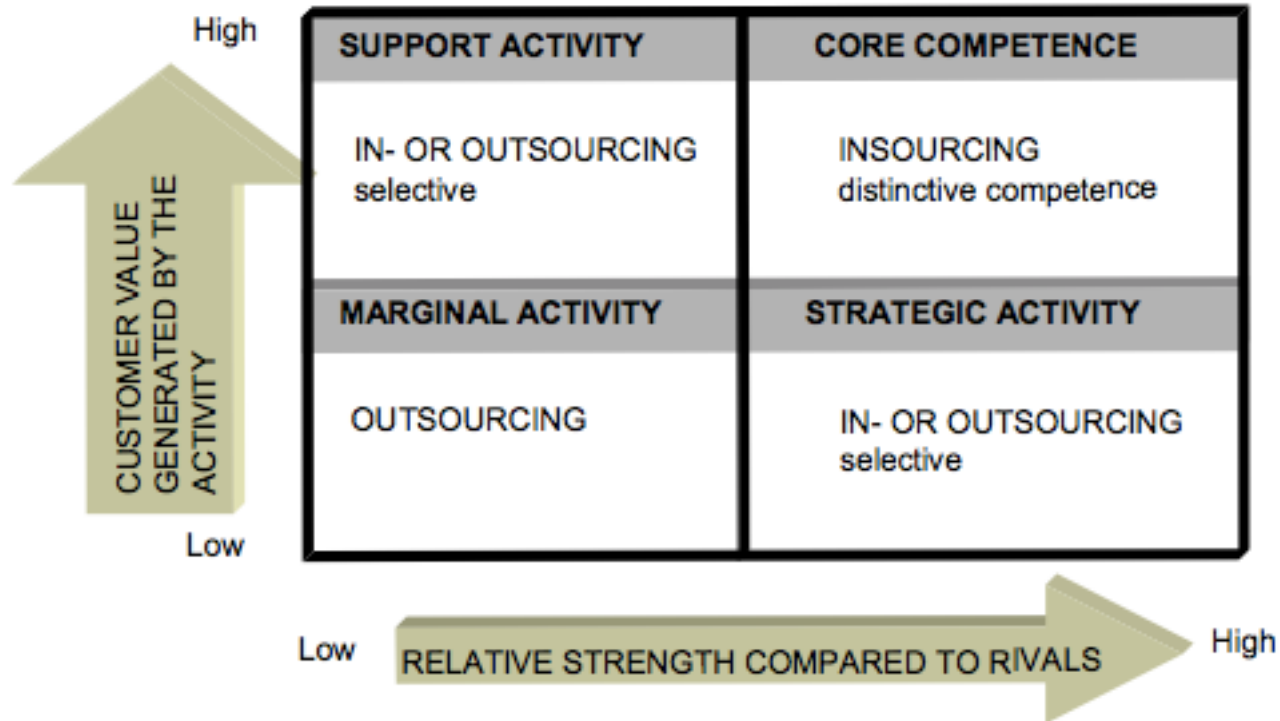 High
SUPPORT ACTIVITY
CORE COMPETENCE
IN- OR OUTSOURCING
selective
INSOURCING
distinctive competence
CUSTOMER VALUE
GENERATED BY THE
ACTIVITY
MARGINAL ACTIVITY
STRATEGIC ACTIVITY
OUTSOURCING
IN- OR OUTSOURCING
selective
Low
Low
RELATIVE STRENGTH COMPARED TO RIVALS
High